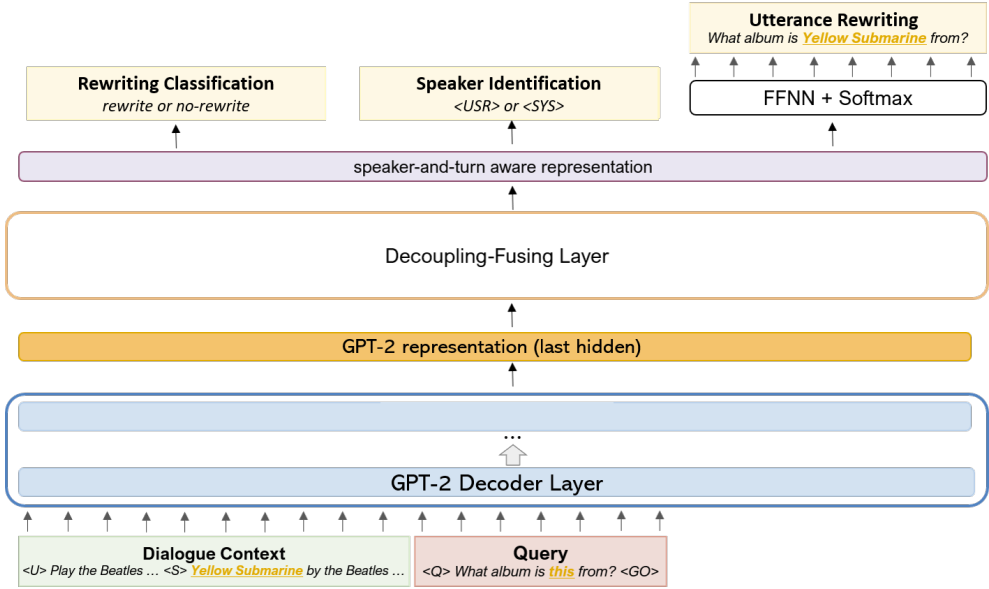 Utterance Rewriting
What album is Yellow Submarine from?
Rewriting Classification
rewrite or no-rewrite
Speaker Identification
<USR> or <SYS>
FFNN + Softmax
speaker-and-turn aware representation
Decoupling-Fusing Layer
GPT-2 representation (last hidden)
...
GPT-2 Decoder Layer
Dialogue Context
<U> Play the Beatles ... <S> Yellow Submarine by the Beatles ...
Query
<Q> What album is this from? <GO>